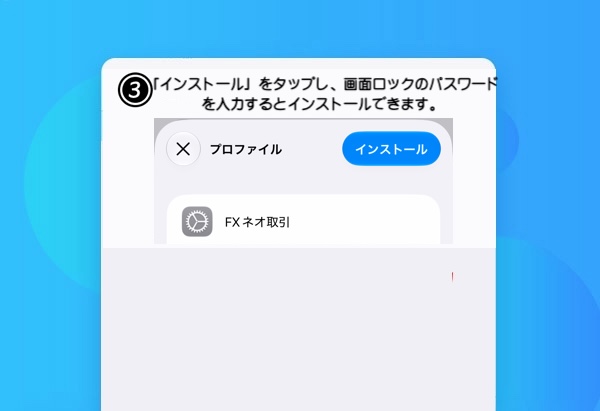 ❸「インストール」をタップし、画面ロックのパスワード
を入力するとインストールできます。
プロファイル インストール
FXネオ取引